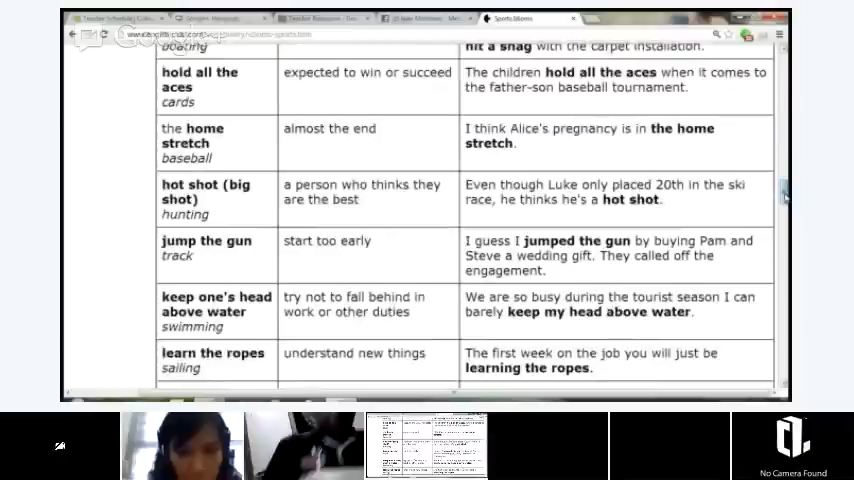 Sports Idioms
Google+
boating
hit a snag with the carpet installation.
hold all the
aces
cards
expected to win or succeed
The children hold all the aces when it comes to
the father-son baseball tournament.
the home
stretch
baseball
almost the end
I think Alice's pregnancy is in the home
stretch.
hot shot (big
shot)
hunting
a person who thinks they
are the best
Even though Luke only placed 20th in the ski
race, he thinks he's a hot shot.
jump the gun
track
start too early
I guess I jumped the gun by buying Pam and
Steve a wedding gift. They called off the
engagement.
keep one's head
above water
swimming
try not to fall behind in
work or other duties
We are so busy during the tourist season I can
barely keep my head above water.
learn the ropes
sailing
understand new things
The first week on the job you will just be
learning the ropes.
No Camera Found